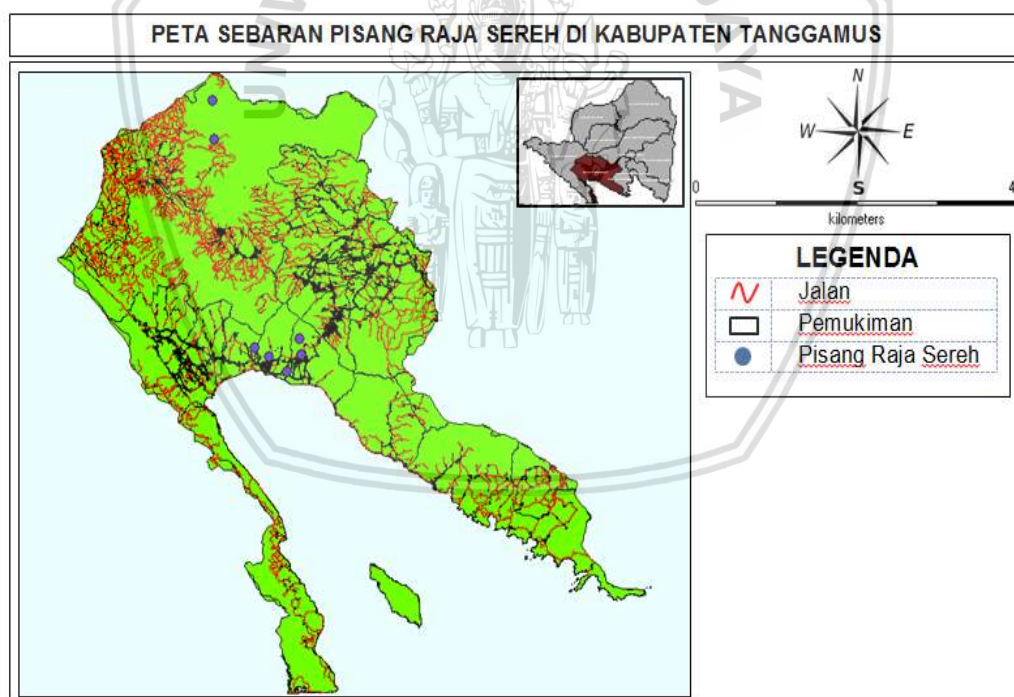 PETA SEBARAN PISANG RAJA SEREH DI KABUPATEN TANGGAMUS
N
W
E
S
0
4
kilometers
LEGENDA
Jalan
Pemukiman
Pisang Raja Sereh